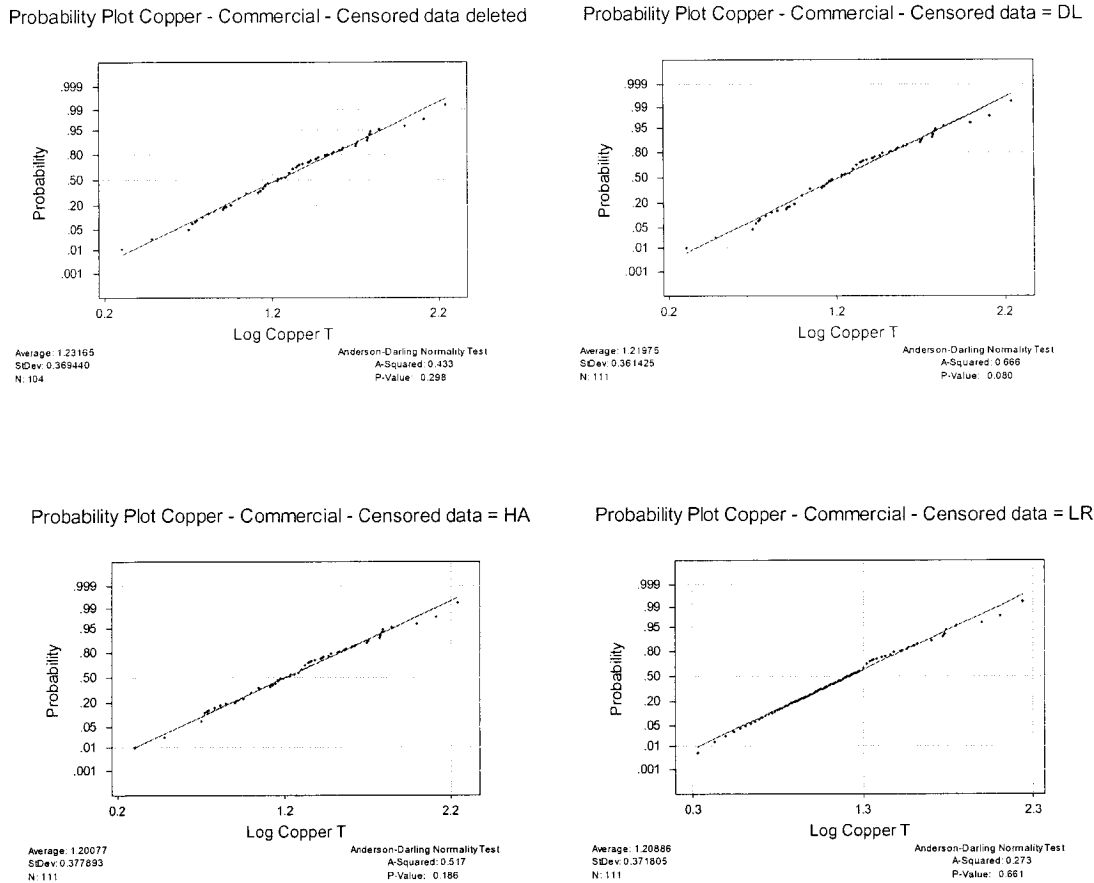 Probability Plot Copper - Commercial - Censored data deleted
Probability
.999
.99
.95
.80
.50
.20
.05
.01
.001
0.2
1.2
2.2
Log Copper T
Average: 1.23165
StDev: 0.369440
N: 104
Anderson-Darling Normality Test
A-Squared: 0.433
P-Value: 0.298
Probability Plot Copper - Commercial - Censored data = DL
Probability
.999
.99
.95
.80
.50
.20
.05
.01
.001
0.2
1.2
2.2
Log Copper T
Average: 1.21975
StDev: 0.361425
N: 111
Anderson-Darling Normality Test
A-Squared: 0.666
P-Value: 0.080
Probability Plot Copper - Commercial - Censored data = HA
Probability
.999
.99
.95
.80
.50
.20
.05
.01
.001
0.2
1.2
2.2
Log Copper T
Average: 1.20077
StDev: 0.377893
N: 111
Anderson-Darling Normality Test
A-Squared: 0.517
P-Value: 0.186
Probability Plot Copper - Commercial - Censored data = LR
Probability
.999
.99
.95
.80
.50
.20
.05
.01
.001
0.3
1.3
2.3
Log Copper T
Average: 1.20886
StDev: 0.371805
N: 111
Anderson-Darling Normality Test
A-Squared: 0.273
P-Value: 0.661